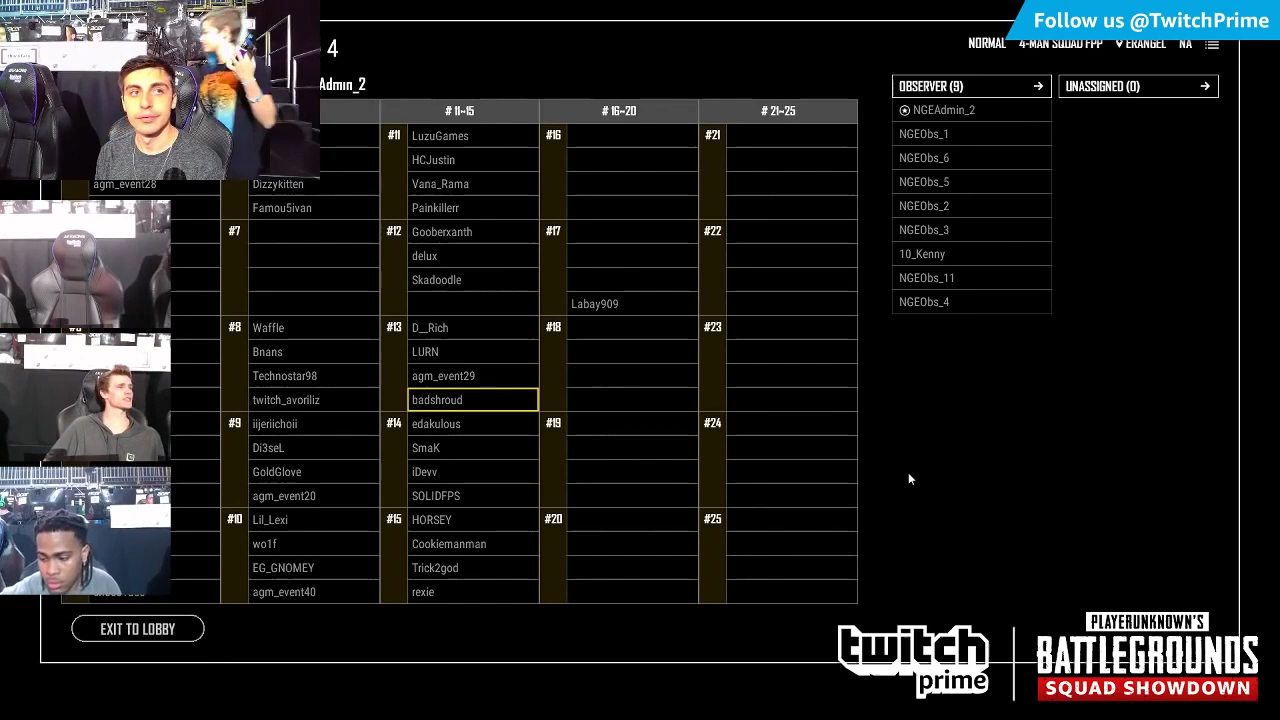 Follow us @TwitchPrime
4
NORMAL 4-MAN SQUAD FPP ERANGEL NA
Admin_2
OBSERVER (9)
UNASSIGNED (0)
# 11~15
# 16~20
# 21~25
agm_event28
Dizzykitten
Famou5ivan
#7
#8
Waffle
Bnans
Technostar98
twitch_avoriliz
#9
iijeriichoii
Di3seL
GoldGlove
agm_event20
#10
Lil_Lexi
wo1f
EG_GNOMEY
agm_event40
#11
LuzuGames
HCJustin
Vana_Rama
Painkillerr
#12
Gooberxanth
delux
Skadoodle
#13
D__Rich
LURN
agm_event29
badshroud
#14
edakulous
SmaK
iDevv
SOLIDFPS
#15
HORSEY
Cookiemanman
Trick2god
rexie
#16
#17
Labay909
#18
#19
#20
#21
#22
#23
#24
#25
NGEAdmin_2
NGEObs_1
NGEObs_6
NGEObs_5
NGEObs_2
NGEObs_3
10_Kenny
NGEObs_11
NGEObs_4
EXIT TO LOBBY
twitch
prime
PLAYERUNKNOWN'S
BATTLEGROUNDS
SQUAD SHOWDOWN